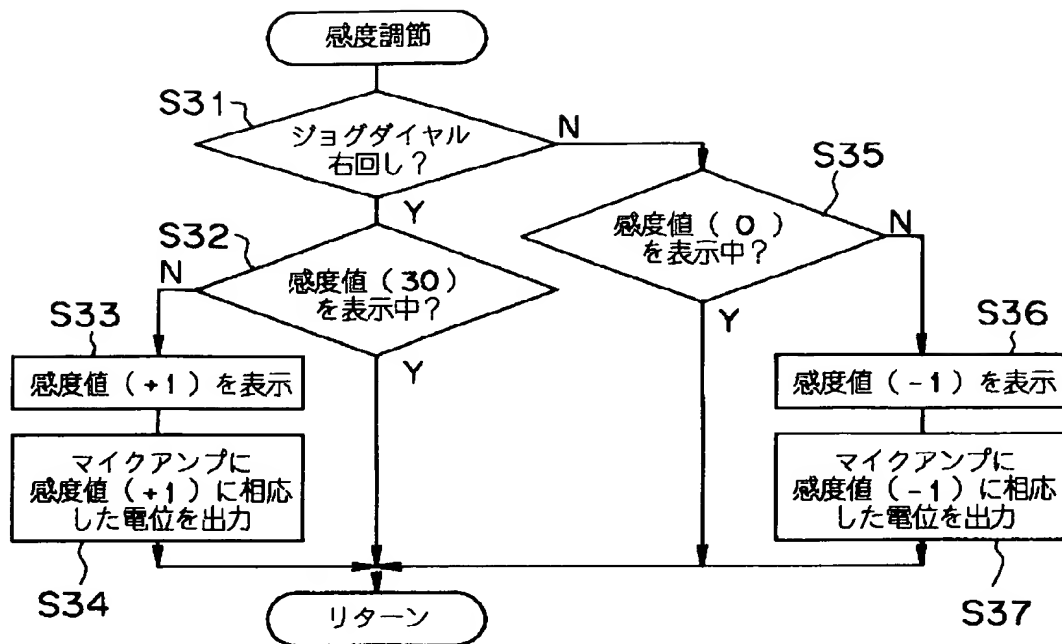 感度調節
S31
ジョグダイヤル
右回し？
N
Y
S35
感度値（0）
を表示中？
N
Y
S32
感度値（30）
を表示中？
N
Y
S33
感度値（+1）を表示
マイクアンプに
感度値（+1）に相応
した電位を出力
S34
S36
感度値（-1）を表示
マイクアンプに
感度値（-1）に相応
した電位を出力
S37
リターン